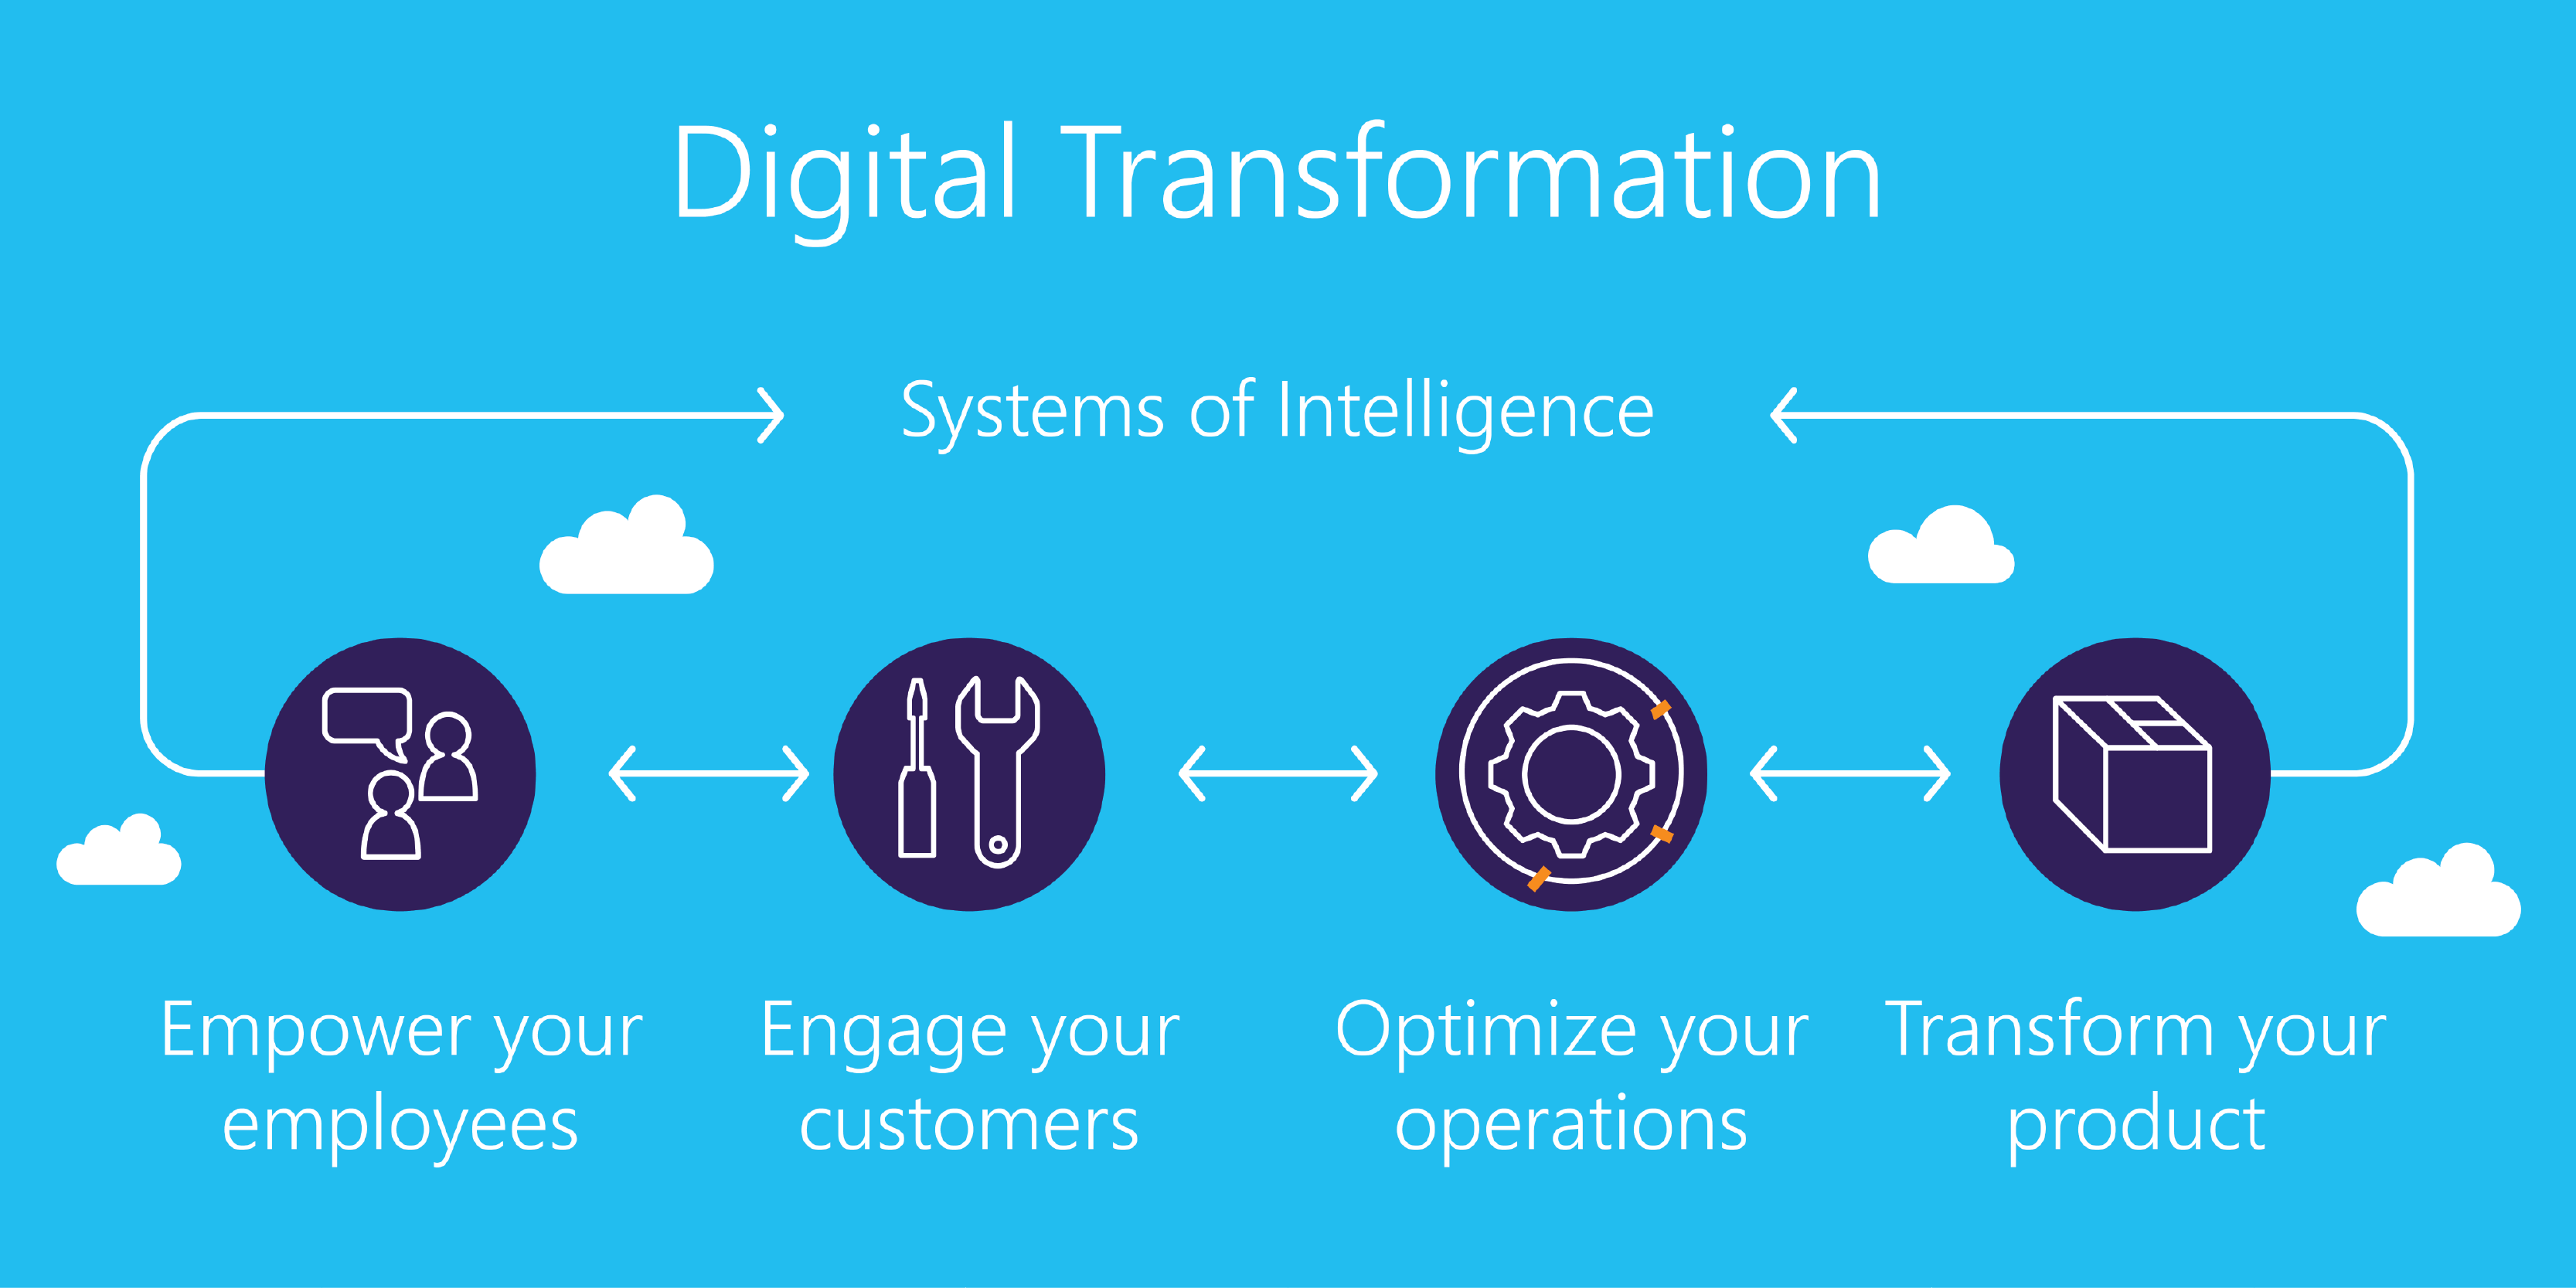 Digital Transformation
Systems of Intelligence
Empower your
employees
Engage your
customers
Optimize your
operations
Transform your
product